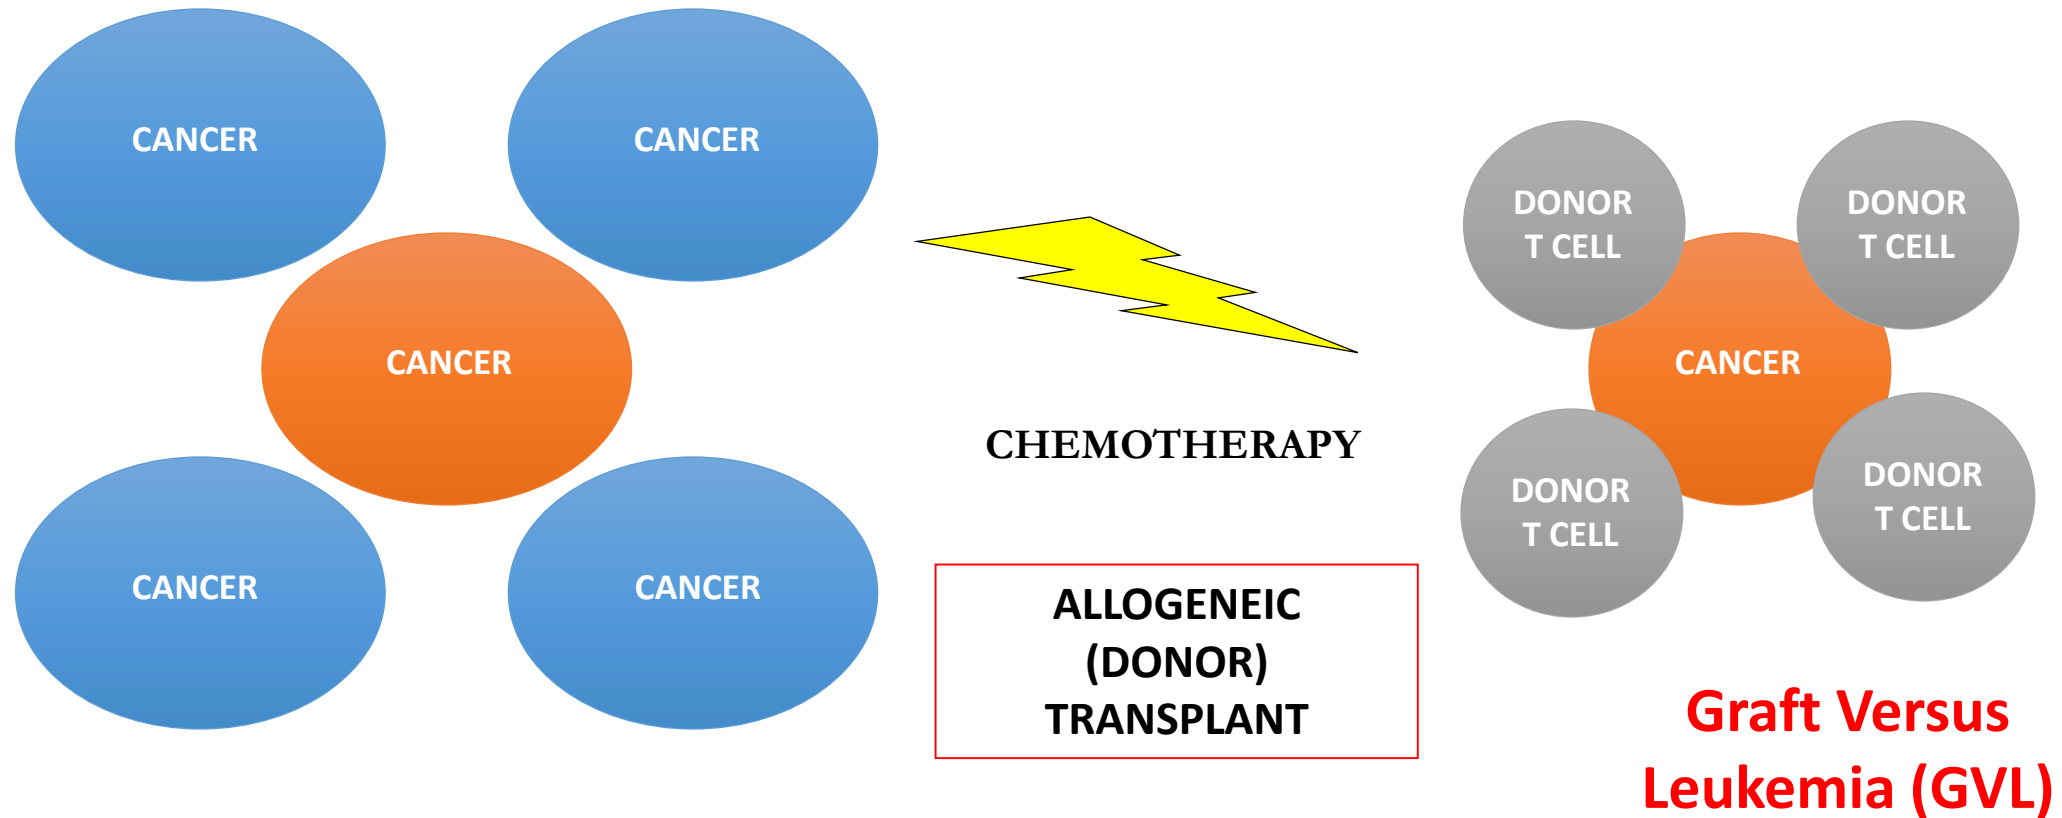 CANCER
CANCER
CANCER
CANCER
CANCER
CHEMOTHERAPY
ALLOGENEIC
(DONOR)
TRANSPLANT
DONOR
T CELL
DONOR
T CELL
CANCER
DONOR
T CELL
DONOR
T CELL
Graft Versus
Leukemia (GVL)